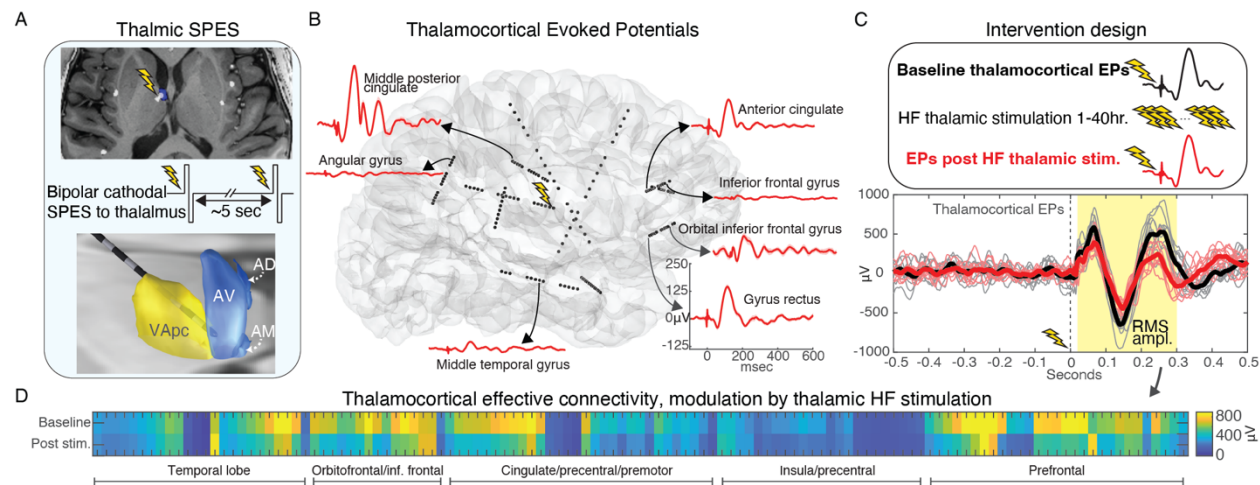 A
Thalmic SPES
Bipolar cathodal
SPES to thalalmus
~5 sec
AD
AV
VApc
AM
B
Thalamocortical Evoked Potentials
Middle posterior
cingulate
Angular gyrus
Anterior cingulate
Inferior frontal gyrus
Orbital inferior frontal gyrus
250
125
0µV
-125
Gyrus rectus
0 200 400 600
msec
Middle temporal gyrus
C
Intervention design
Baseline thalamocortical EPs
HF thalamic stimulation 1-40hr.
EPs post HF thalamic stim.
1000
500
0
-500
-1000
µV
Thalamocortical EPs
RMS
ampl.
-0.5 -0.4 -0.3 -0.2 -0.1 0 0.1 0.2 0.3 0.4 0.5
Seconds
D
Thalamocortical effective connectivity, modulation by thalamic HF stimulation
Baseline
Post stim.
800
400
0
µV
Temporal lobe
Orbitofrontal/inf. frontal
Cingulate/precentral/premotor
Insula/precentral
Prefrontal